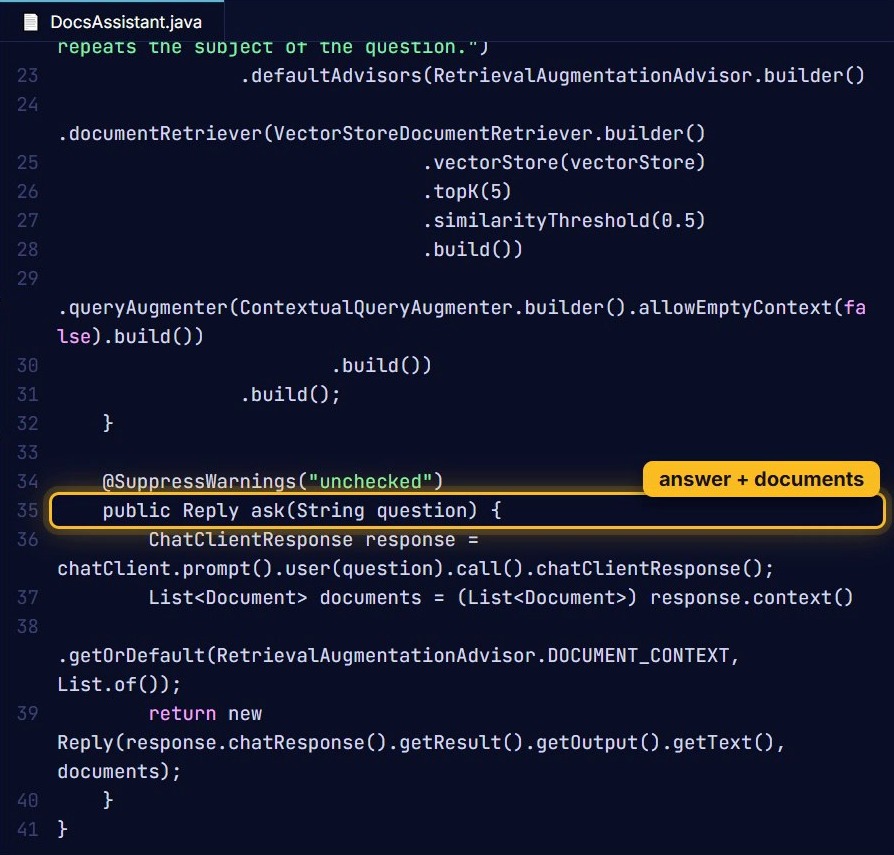 DocsAssistant.java
repeats the subject of the question.")
23 .defaultAdvisors(RetrievalAugmentationAdvisor.builder()
24
.documentRetriever(VectorStoreDocumentRetriever.builder()
25 .vectorStore(vectorStore)
26 .topK(5)
27 .similarityThreshold(0.5)
28 .build())
29
.queryAugmenter(ContextualQueryAugmenter.builder().allowEmptyContext(fa
lse).build())
30 .build())
31 .build();
32 }
33
34 @SuppressWarnings("unchecked")
answer + documents
35 public Reply ask(String question) {
36 ChatClientResponse response =
chatClient.prompt().user(question).call().chatClientResponse();
37 List<Document> documents = (List<Document>) response.context()
38
.getOrDefault(RetrievalAugmentationAdvisor.DOCUMENT_CONTEXT,
List.of());
39 return new
Reply(response.chatResponse().getResult().getOutput().getText(),
documents);
40 }
41 }